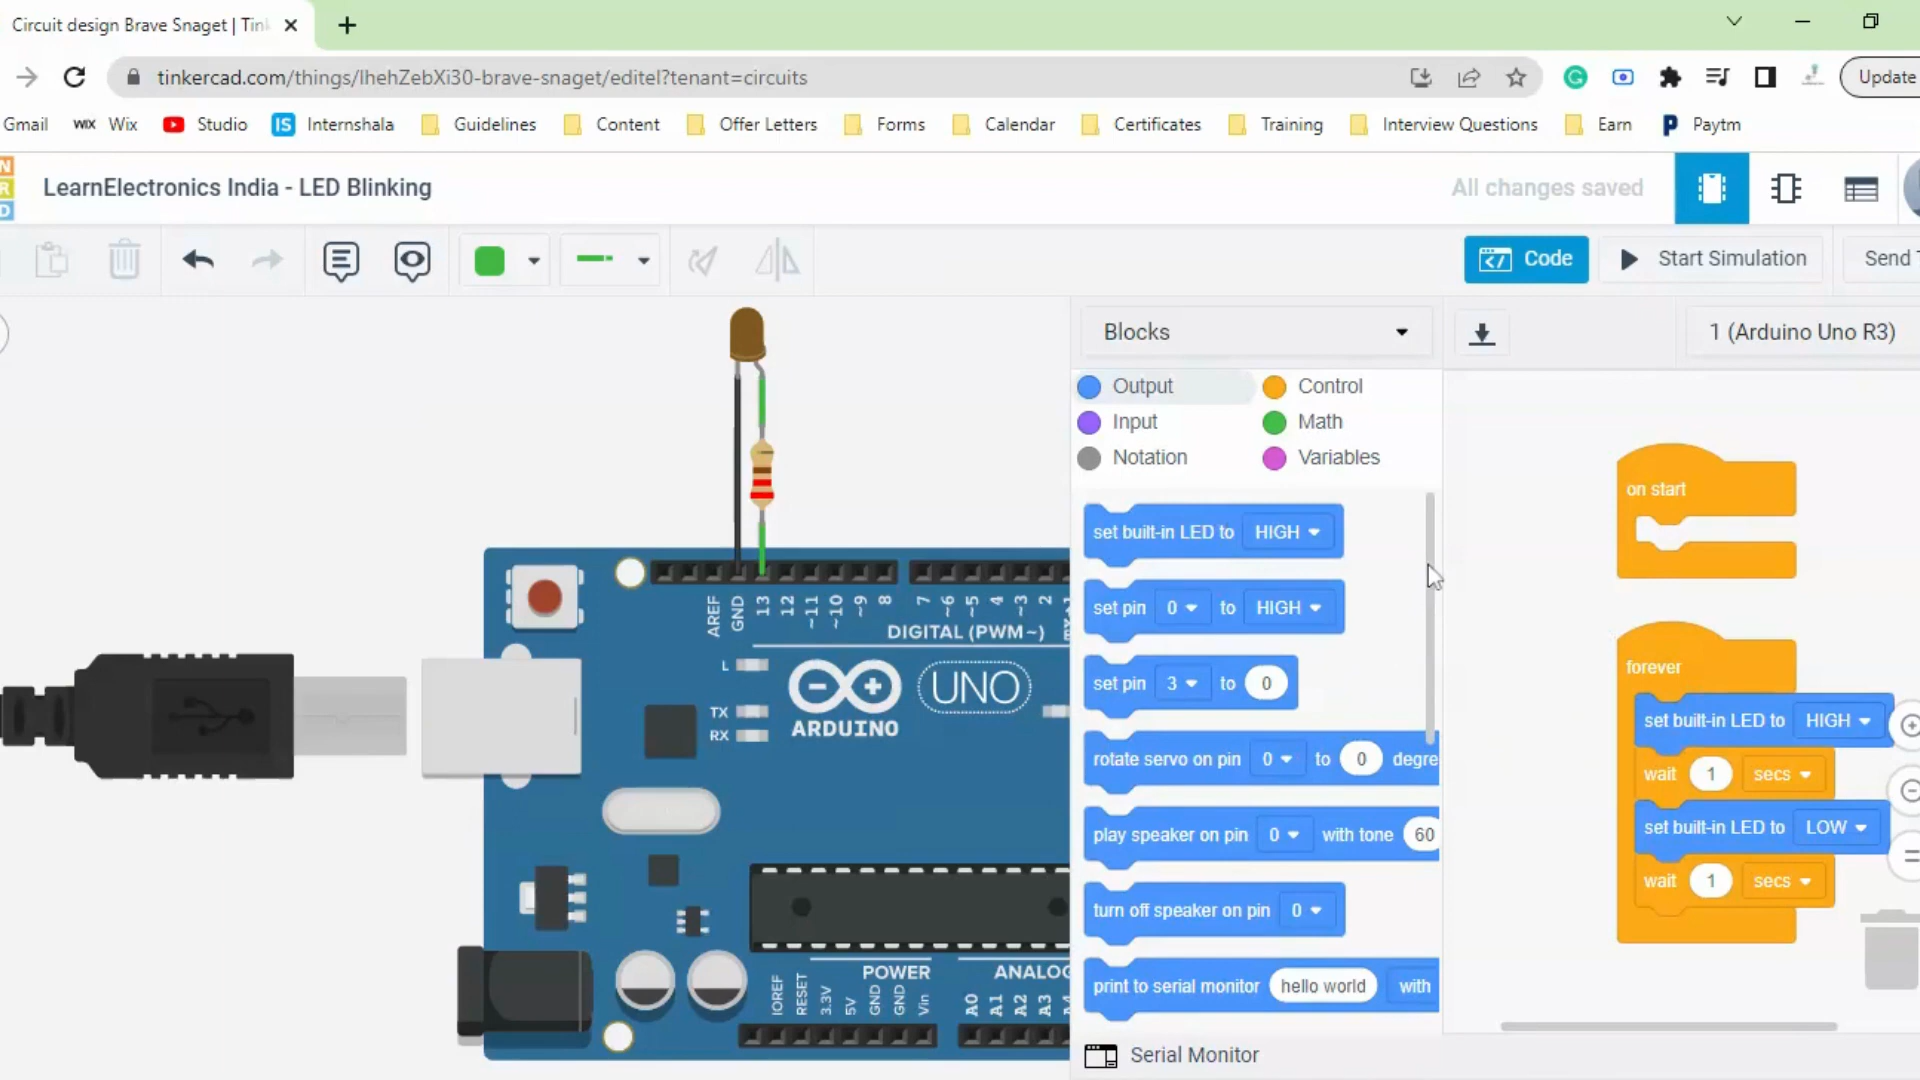 Circuit design Brave Snaget | Tin
tinkercad.com/things/lhehZebXi30-brave-snaget/editel?tenant=circuits
Update
Gmail
WIX Wix
Studio
IS Internshala
Guidelines
Content
Offer Letters
Forms
Calendar
Certificates
Training
Interview Questions
Earn
Paytm
N
R
D
LearnElectronics India - LED Blinking
All changes saved
Code
Start Simulation
Send T
Blocks
1 (Arduino Uno R3)
Output
Control
Input
Math
Notation
Variables
set built-in LED to HIGH
set pin 0 to HIGH
set pin 3 to 0
rotate servo on pin 0 to 0 degre
play speaker on pin 0 with tone 60
turn off speaker on pin 0
print to serial monitor hello world with
Serial Monitor
on start
forever
set built-in LED to HIGH
wait 1 secs
set built-in LED to LOW
wait 1 secs
AREF
GND
13
12
~11
~10
~9
8
7
~6
~5
4
~3
2
DIGITAL (PWM~)
L
TX
RX
UNO
ARDUINO
POWER
ANALOG
IOREF
RESET
3.3V
5V
GND
GND
Vin
A0
A1
A2
A3